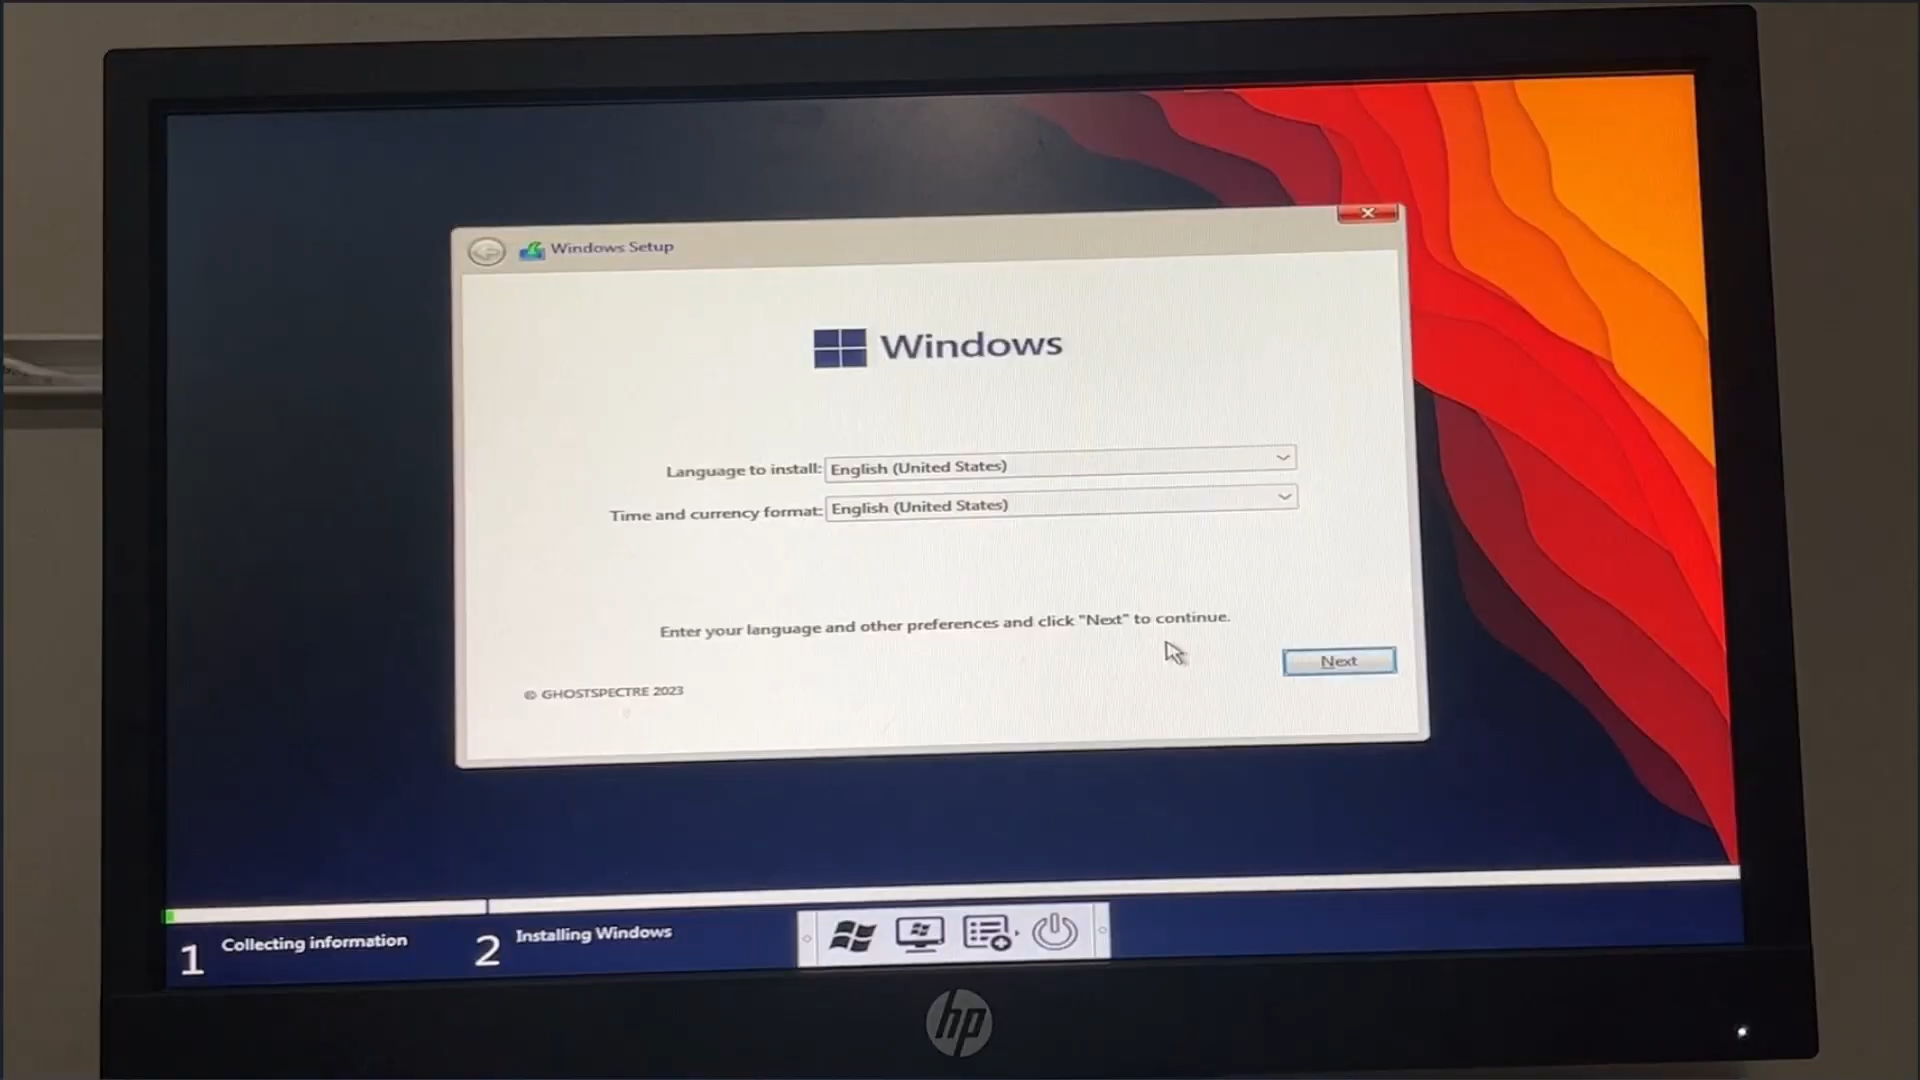 Windows Setup
Windows
Language to install: English (United States)
Time and currency format: English (United States)
Enter your language and other preferences and click "Next" to continue.
Next
© GHOSTSPECTRE 2023
1 Collecting information
2 Installing Windows
hp